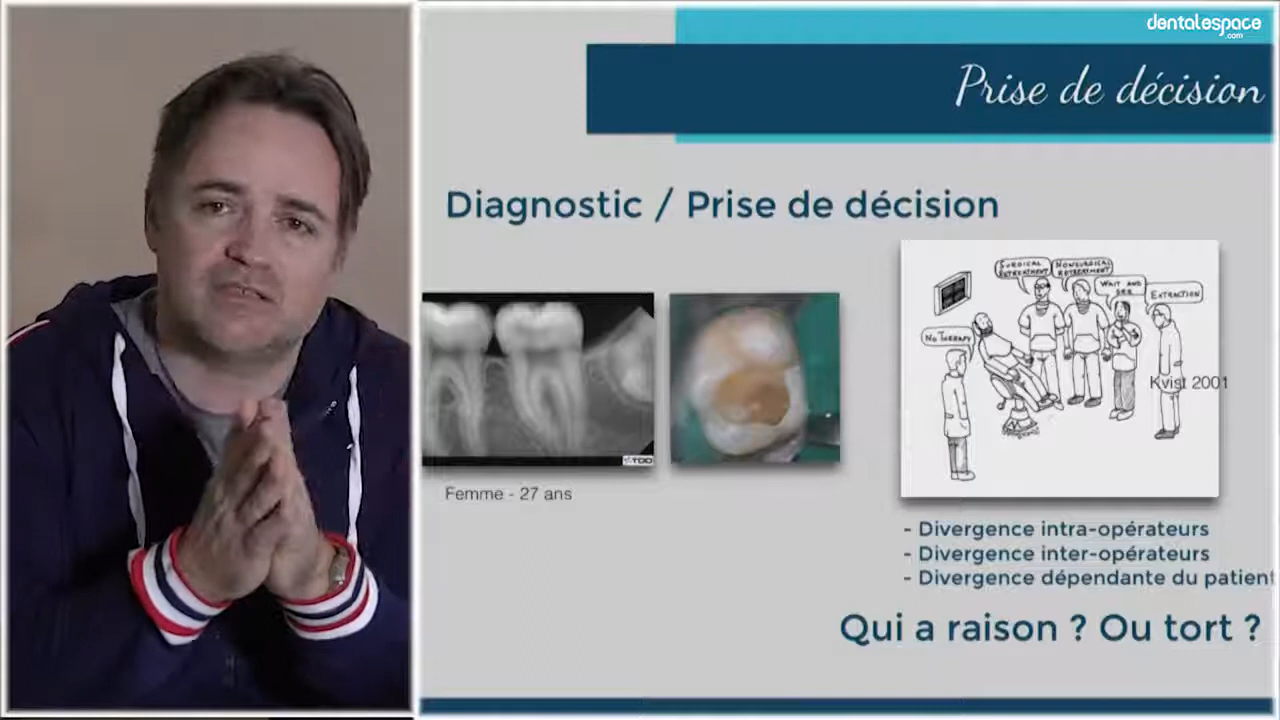 dentalespace
.com
Prise de décision
Diagnostic / Prise de décision
SURGICAL
RETREATMENT
NONSURGICAL
RETREATMENT
WAIT AND
SEE
EXTRACTION
NO THERAPY
Kvist 2001
TDO
Femme - 27 ans
- Divergence intra-opérateurs
- Divergence inter-opérateurs
- Divergence dépendante du patient
Qui a raison ? Ou tort ?